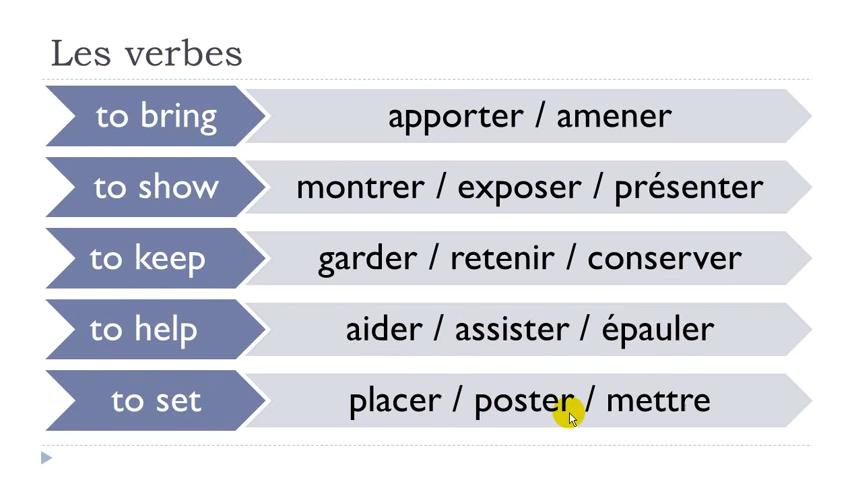 Les verbes
to bring apporter / amener
to show montrer / exposer / présenter
to keep garder / retenir / conserver
to help aider / assister / épauler
to set placer / poster / mettre